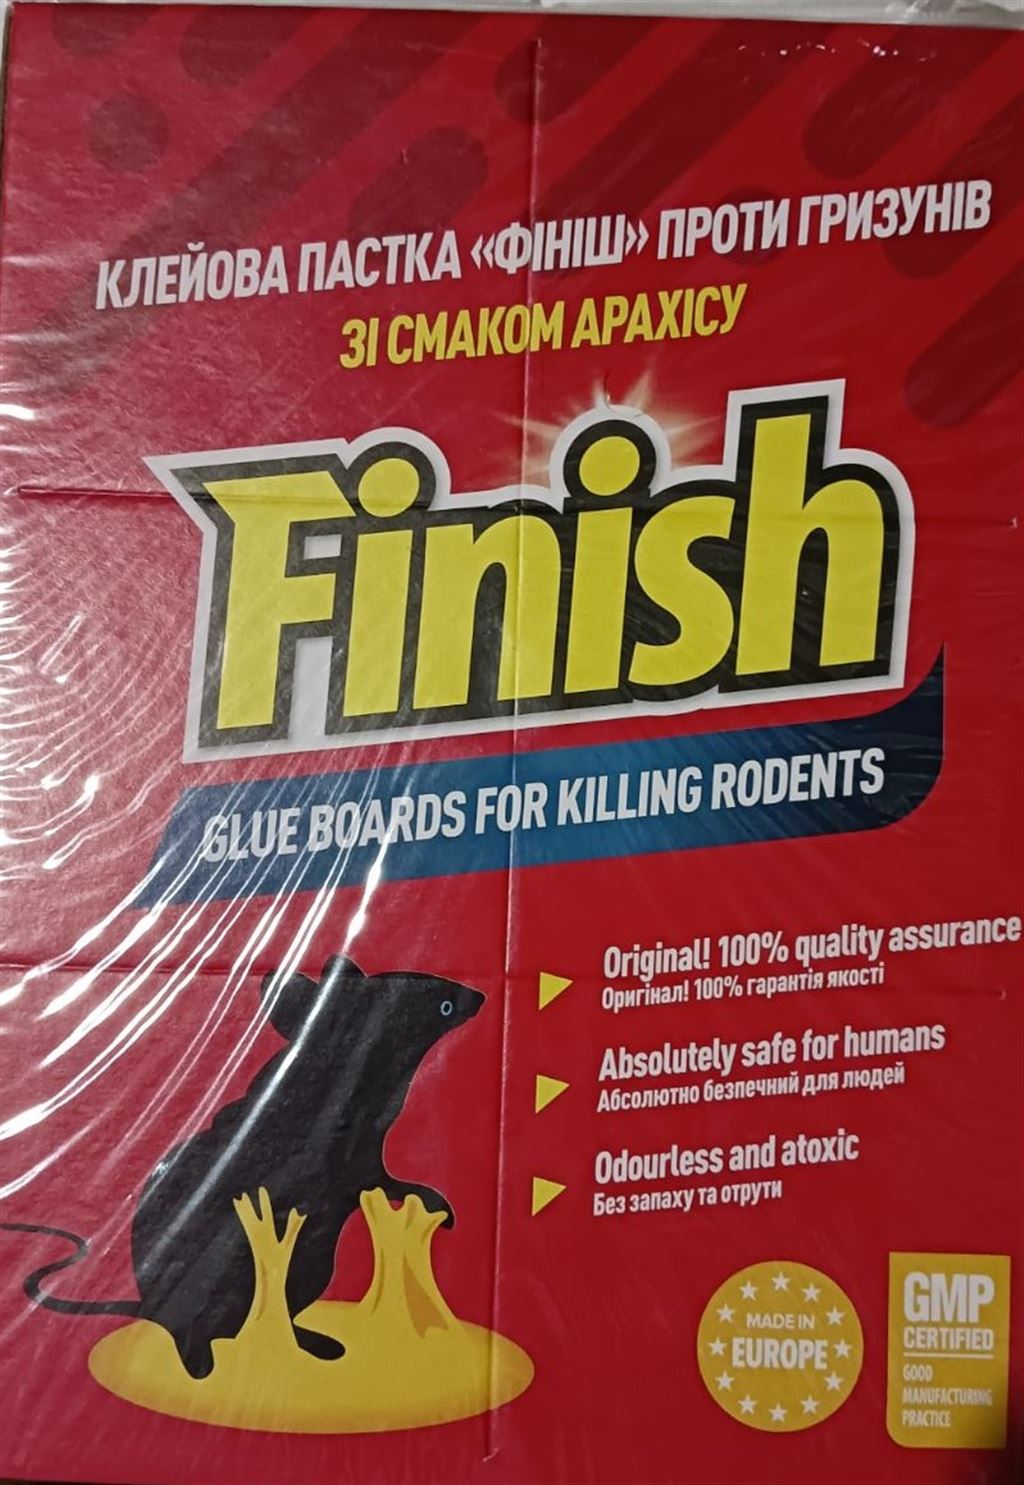 КЛЕЙОВА ПАСТКА «ФІНІШ» ПРОТИ ГРИЗУНІВ
ЗІ СМАКОМ АРАХІСУ
Finish
GLUE BOARDS FOR KILLING RODENTS
Original! 100% quality assurance
Оригінал! 100% гарантія якості
Absolutely safe for humans
Абсолютно безпечний для людей
Odourless and atoxic
Без запаху та отрути
MADE IN
EUROPE
GMP
CERTIFIED
GOOD
MANUFACTURING
PRACTICE